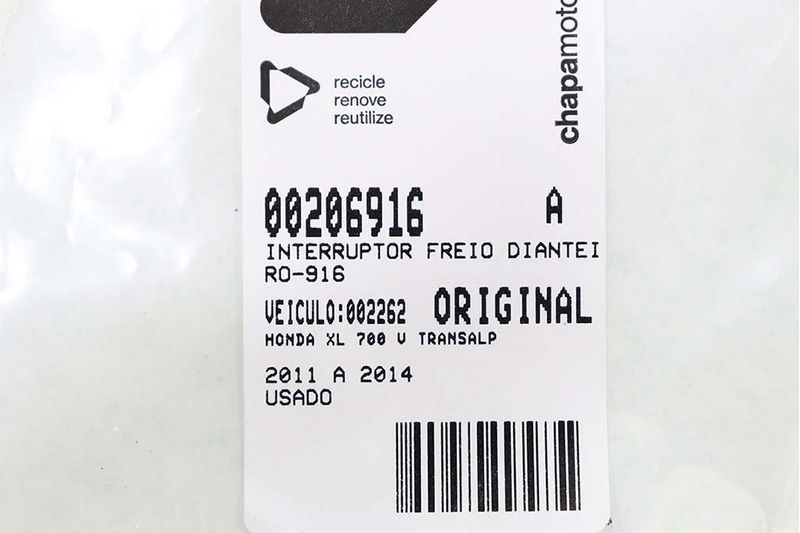 recicle
renove
reutilize
chapamoto
00206916 A
INTERRUPTOR FREIO DIANTEI
RO-916
VEICULO:002262 ORIGINAL
HONDA XL 700 V TRANSALP
2011 A 2014
USADO